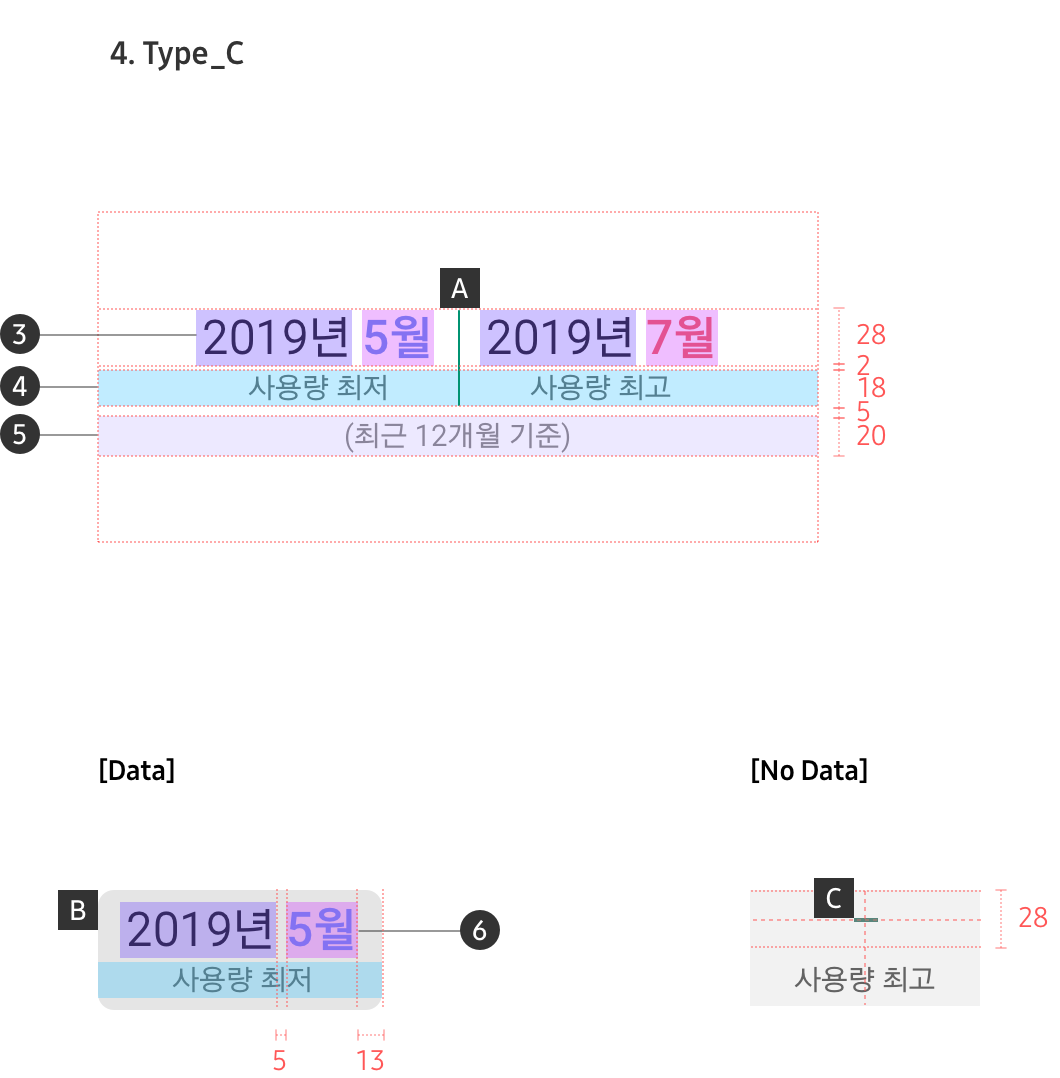 4. Type_C
A
3 2019년 5월 2019년 7월 28
2
4 사용량 최저 사용량 최고 18
5
5 (최근 12개월 기준) 20
[Data] [No Data]
B 2019년 5월 6
사용량 최저
5 13
C
28
사용량 최고